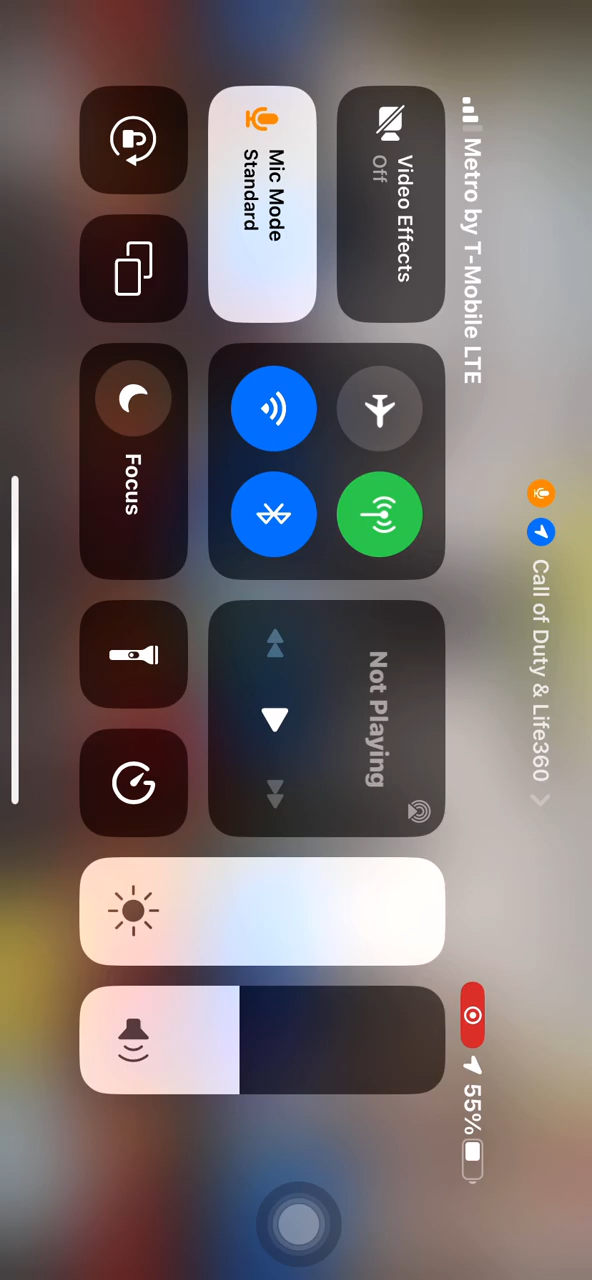 Call of Duty & Life360
Metro by T-Mobile LTE
55%
Video Effects
Off
Mic Mode
Standard
Not Playing
Focus